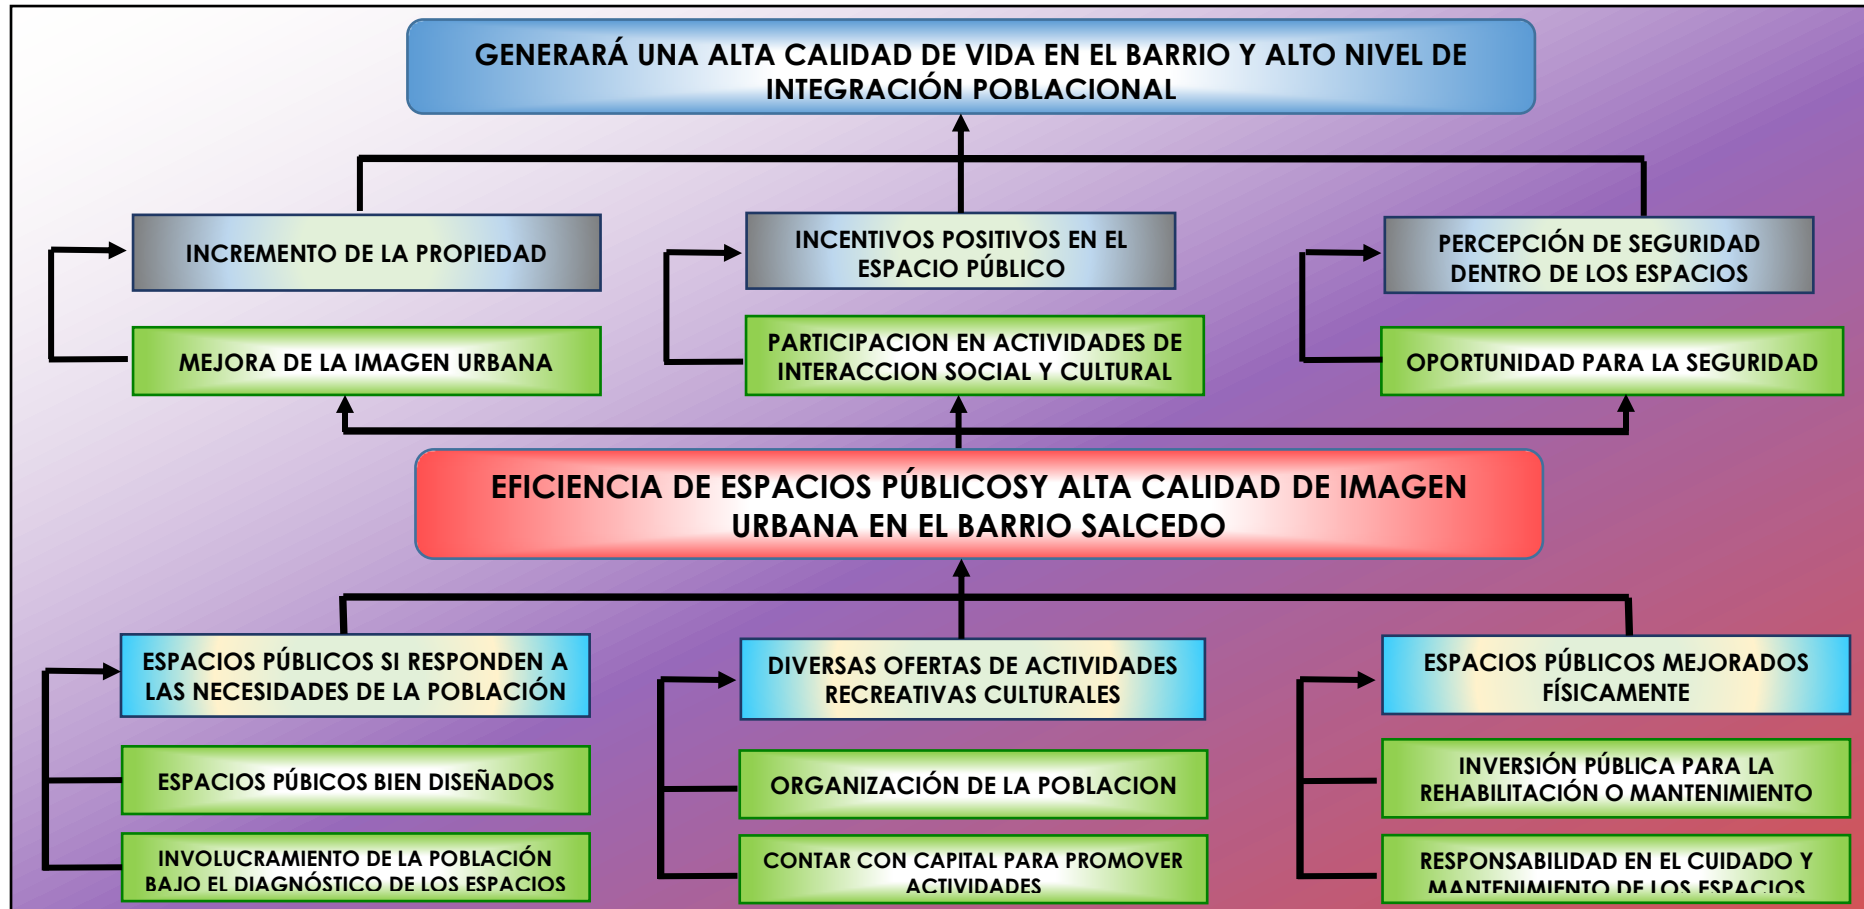 GENERARÁ UNA ALTA CALIDAD DE VIDA EN EL BARRIO Y ALTO NIVEL DE
INTEGRACIÓN POBLACIONAL
INCREMENTO DE LA PROPIEDAD
INCENTIVOS POSITIVOS EN EL
ESPACIO PÚBLICO
PERCEPCIÓN DE SEGURIDAD
DENTRO DE LOS ESPACIOS
MEJORA DE LA IMAGEN URBANA
PARTICIPACION EN ACTIVIDADES DE
INTERACCION SOCIAL Y CULTURAL
OPORTUNIDAD PARA LA SEGURIDAD
EFICIENCIA DE ESPACIOS PÚBLICOSY ALTA CALIDAD DE IMAGEN
URBANA EN EL BARRIO SALCEDO
ESPACIOS PÚBLICOS SI RESPONDEN A
LAS NECESIDADES DE LA POBLACIÓN
DIVERSAS OFERTAS DE ACTIVIDADES
RECREATIVAS CULTURALES
ESPACIOS PÚBLICOS MEJORADOS
FÍSICAMENTE
ESPACIOS PÚBICOS BIEN DISEÑADOS
ORGANIZACIÓN DE LA POBLACION
INVERSIÓN PÚBLICA PARA LA
REHABILITACIÓN O MANTENIMIENTO
INVOLUCRAMIENTO DE LA POBLACIÓN
BAJO EL DIAGNÓSTICO DE LOS ESPACIOS
CONTAR CON CAPITAL PARA PROMOVER
ACTIVIDADES
RESPONSABILIDAD EN EL CUIDADO Y
MANTENIMIENTO DE LOS ESPACIOS